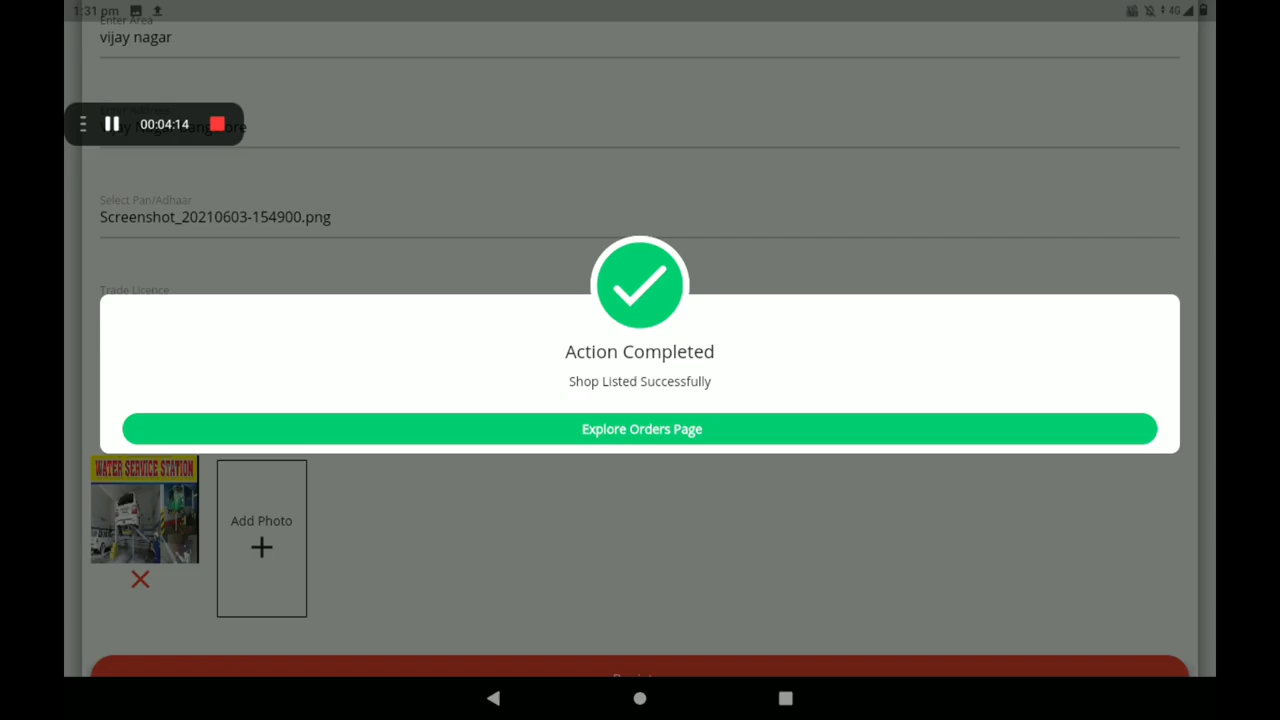 1:31 pm
4G
Enter Area
vijay nagar
00:04:14
Select Pan/Adhaar
Screenshot_20210603-154900.png
Trade Licence
Action Completed
Shop Listed Successfully
Explore Orders Page
WATER SERVICE STATION
Add Photo